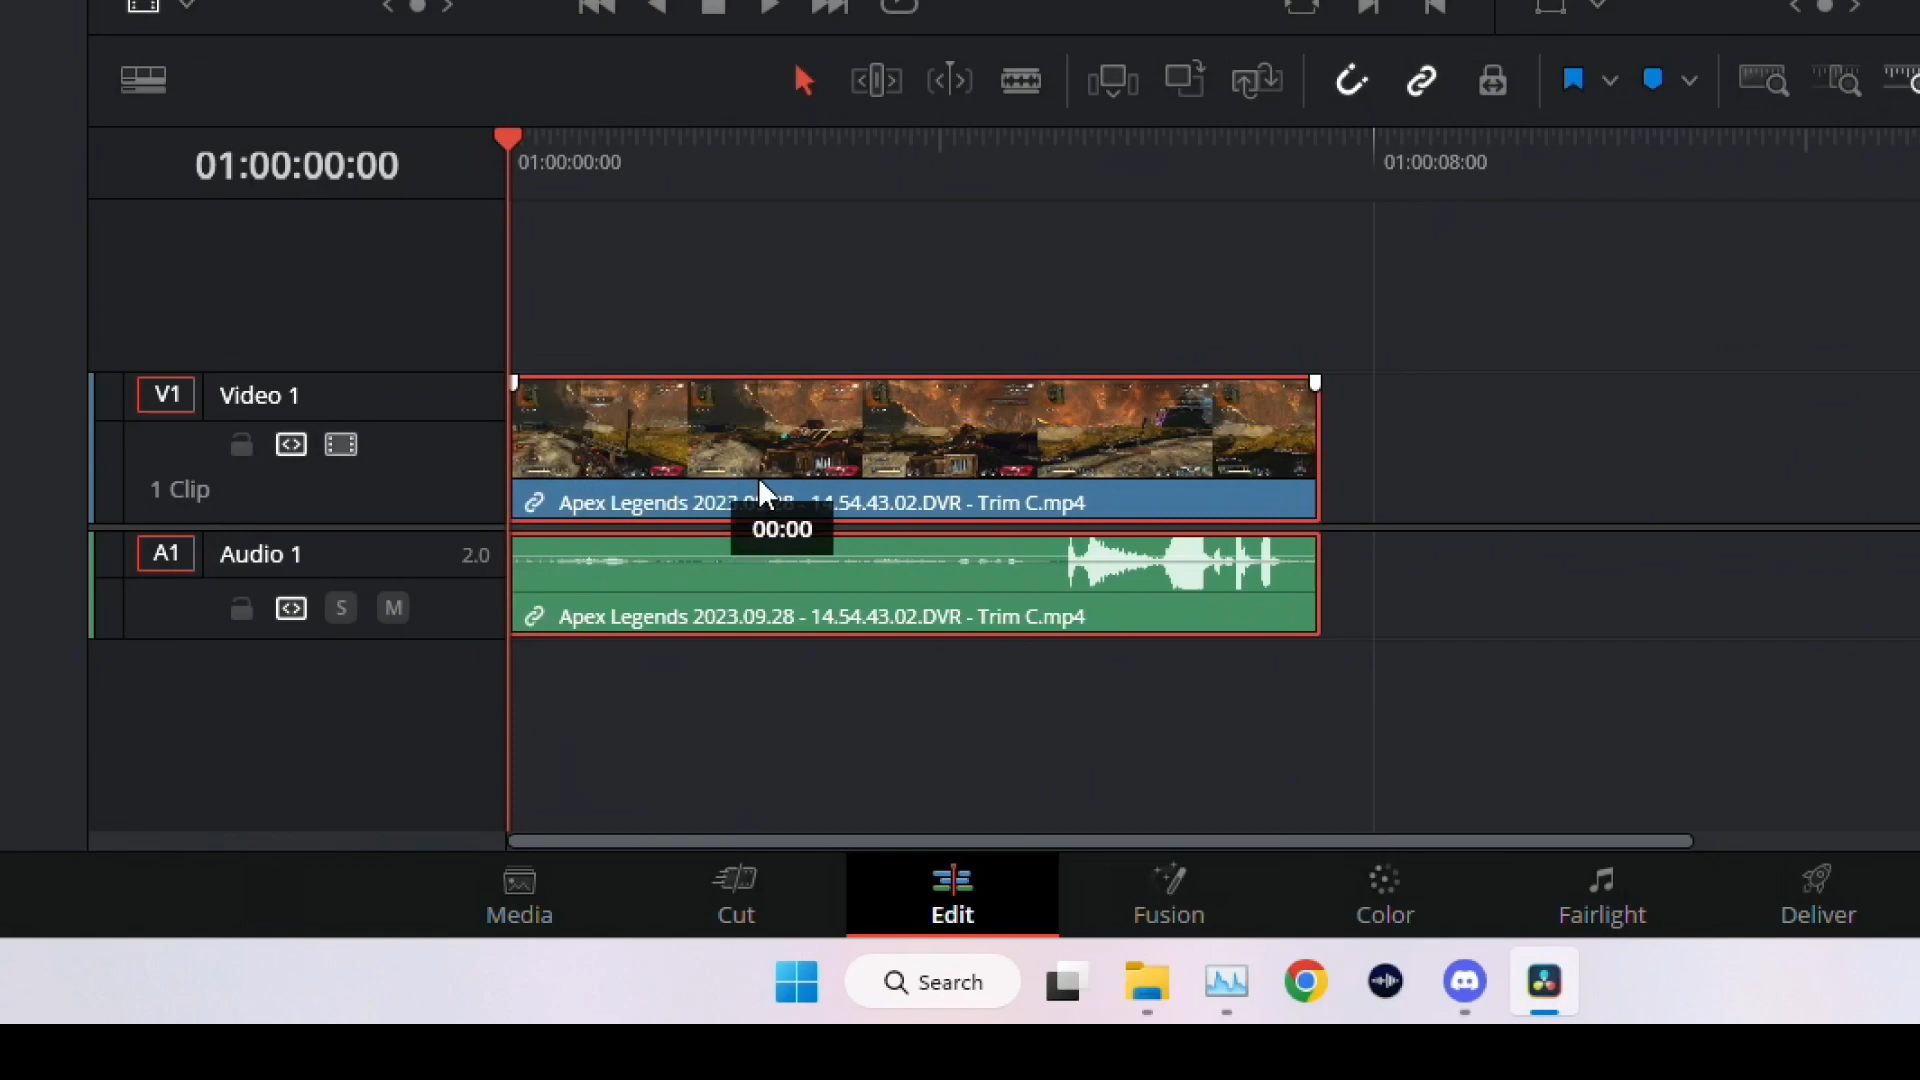 01:00:00:00
01:00:00:00
01:00:08:00
V1 Video 1
1 Clip
Apex Legends 2023.09.28 - 14.54.43.02.DVR - Trim C.mp4
00:00
A1 Audio 1 2.0
S M
Apex Legends 2023.09.28 - 14.54.43.02.DVR - Trim C.mp4
Media Cut Edit Fusion Color Fairlight Deliver
Search